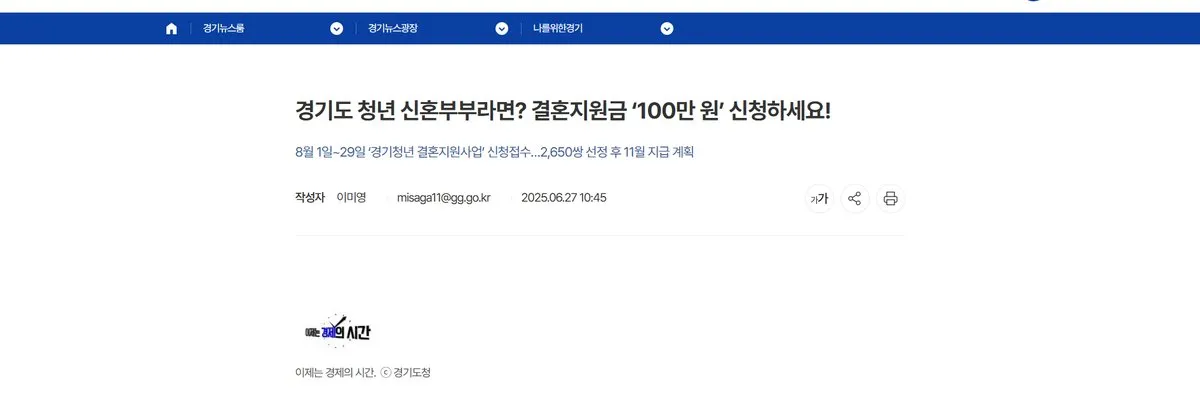 경기뉴스룸 경기뉴스광장 나를위한경기
경기도 청년 신혼부부라면? 결혼지원금 ‘100만 원’ 신청하세요!
8월 1일~29일 ‘경기청년 결혼지원사업’ 신청접수…2,650쌍 선정 후 11월 지급 계획
작성자 이미영 misaga11@gg.go.kr 2025.06.27 10:45
가가
이제는 경제의 시간
이제는 경제의 시간. ⓒ 경기도청